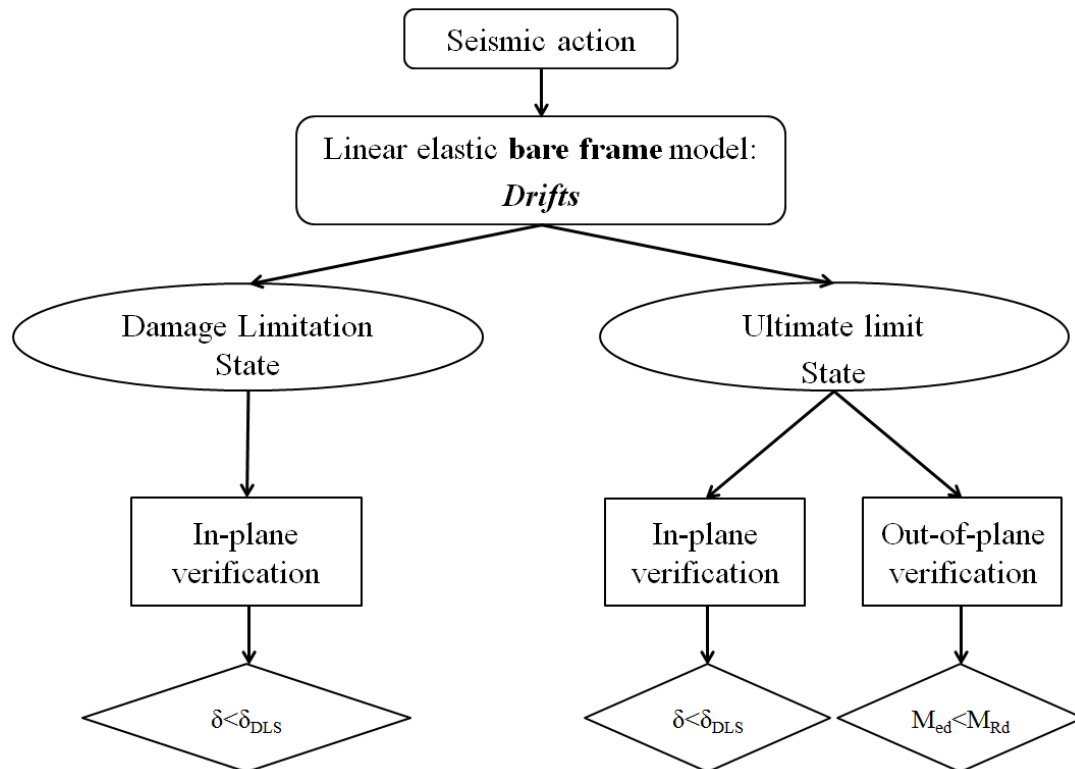 Seismic action
Linear elastic bare frame model:
Drifts
Damage Limitation
State
Ultimate limit
State
In-plane
verification
In-plane
verification
Out-of-plane
verification
δ<δDLS
δ<δDLS
Med<MRd